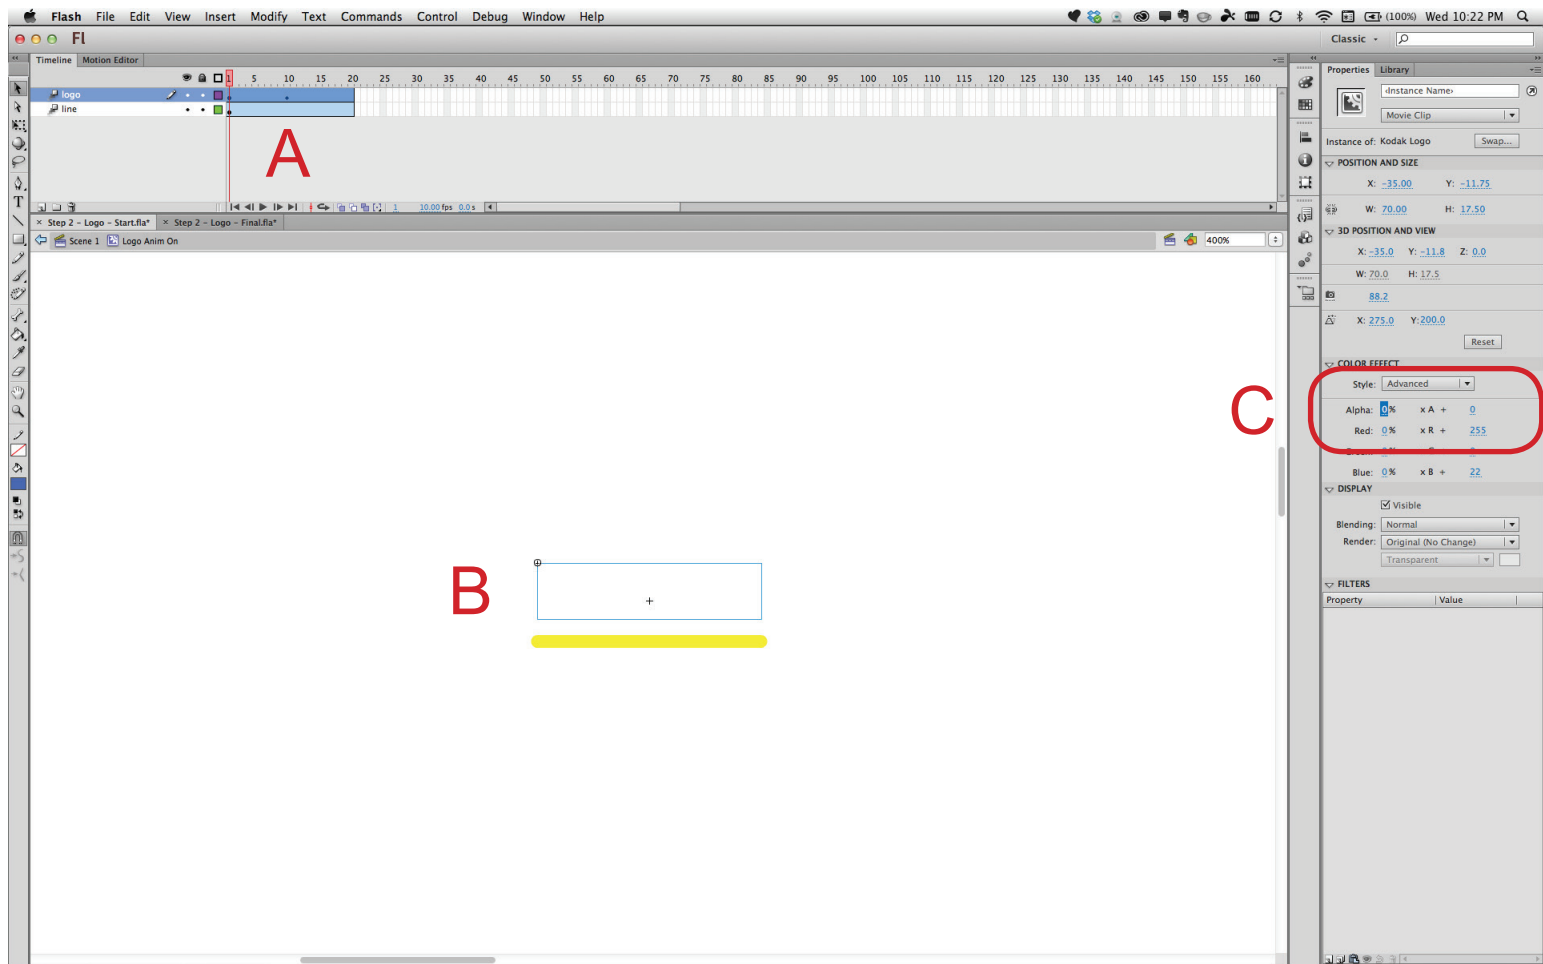 Flash File Edit View Insert Modify Text Commands Control Debug Window Help (100%) Wed 10:22 PM
Fl Classic
Timeline Motion Editor
1 5 10 15 20 25 30 35 40 45 50 55 60 65 70 75 80 85 90 95 100 105 110 115 120 125 130 135 140 145 150 155 160
logo
line
A
1 10.00 fps 0.0 s
× Step 2 – Logo – Start.fla* × Step 2 – Logo – Final.fla*
Scene 1 Logo Anim On 400%
T
B
C
Properties Library
<Instance Name>
Movie Clip
Instance of: Kodak Logo Swap...
POSITION AND SIZE
X: -35.00 Y: -11.75
W: 70.00 H: 17.50
3D POSITION AND VIEW
X: -35.0 Y: -11.8 Z: 0.0
W: 70.0 H: 17.5
88.2
X: 275.0 Y: 200.0
Reset
COLOR EFFECT
Style: Advanced
Alpha: 0% x A + 0
Red: 0% x R + 255
Blue: 0% x B + 22
DISPLAY
Visible
Blending: Normal
Render: Original (No Change)
Transparent
FILTERS
Property Value